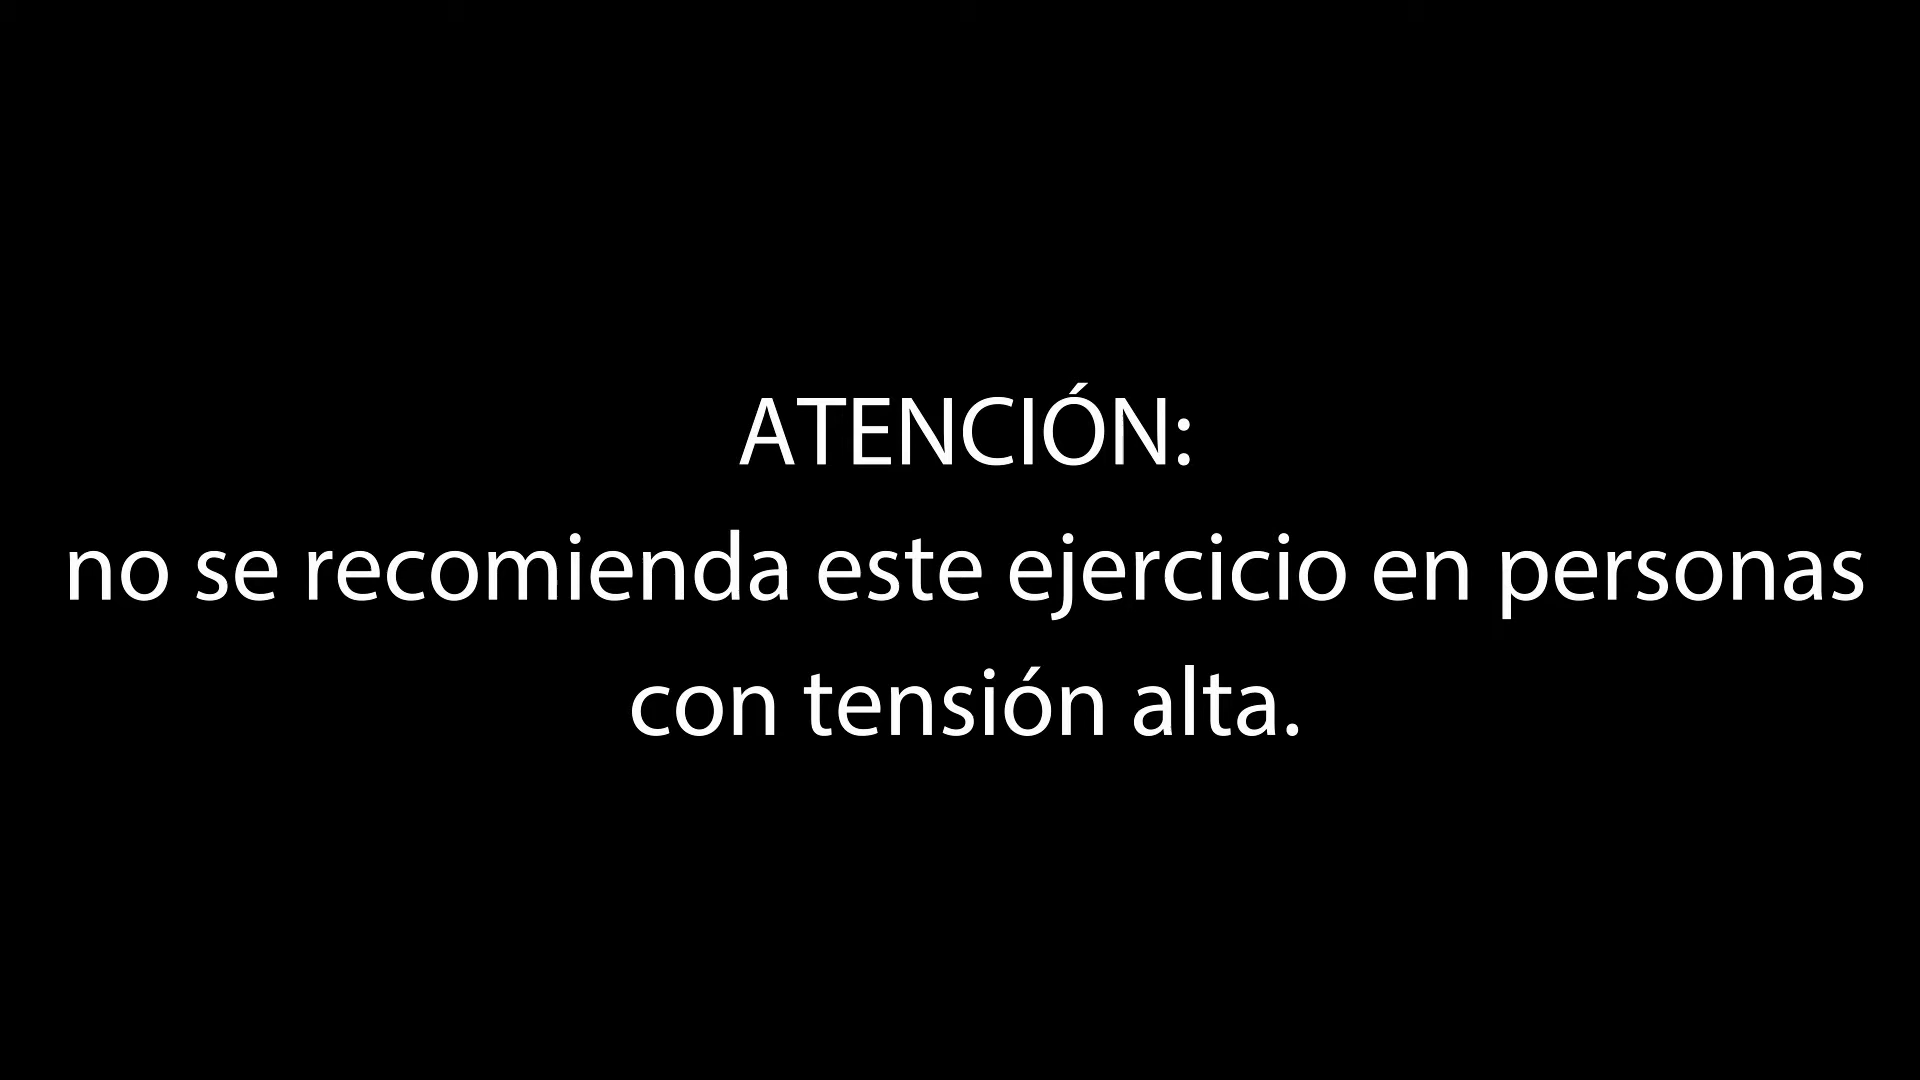 ATENCIÓN:
no se recomienda este ejercicio en personas
con tensión alta.